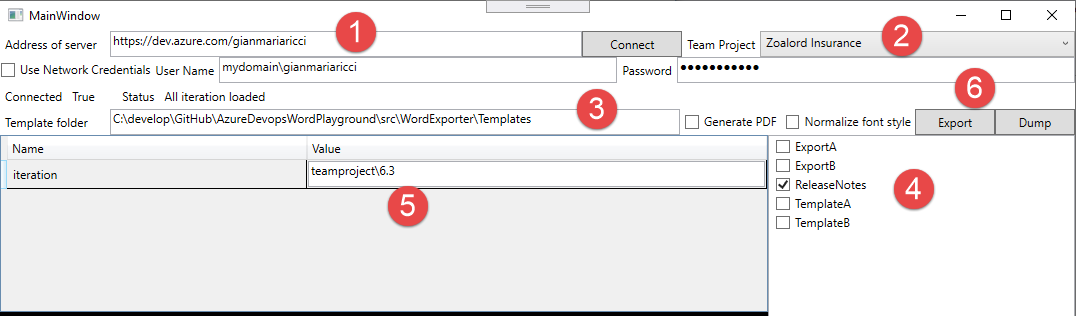 MainWindow
Address of server https://dev.azure.com/gianmariaricci 1 Connect Team Project Zoalord Insurance 2
Use Network Credentials User Name mydomain\gianmariaricci Password ●●●●●●●●●●●
Connected True Status All iteration loaded 3 6
Template folder C:\develop\GitHub\AzureDevopsWordPlayground\src\WordExporter\Templates Generate PDF Normalize font style Export Dump
Name Value
iteration teamproject\6.3
5
ExportA
ExportB
ReleaseNotes 4
TemplateA
TemplateB